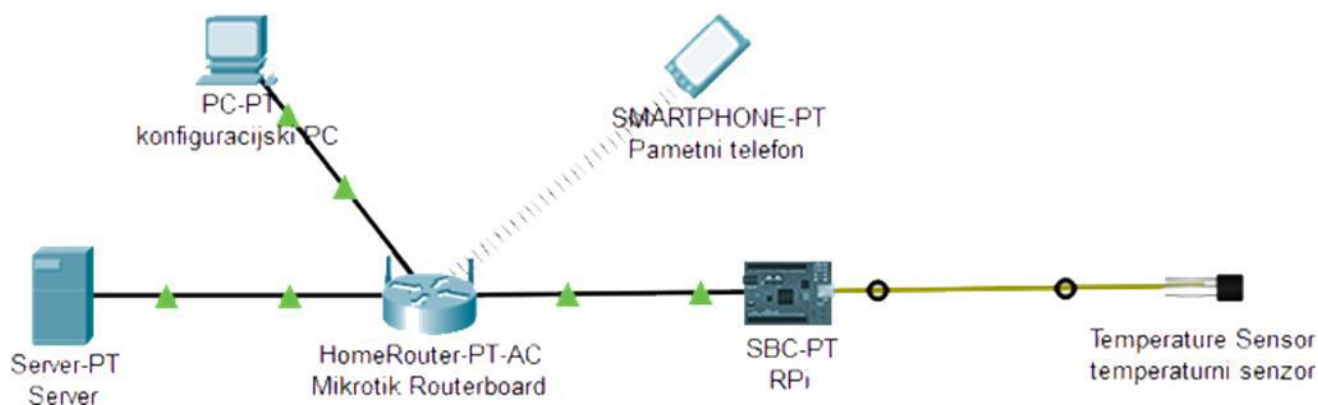 PC-PT
konfiguracijski PC
SMARTPHONE-PT
Pametni telefon
Server-PT
Server
HomeRouter-PT-AC
Mikrotik Routerboard
SBC-PT
RPi
Temperature Sensor
temperaturni senzor